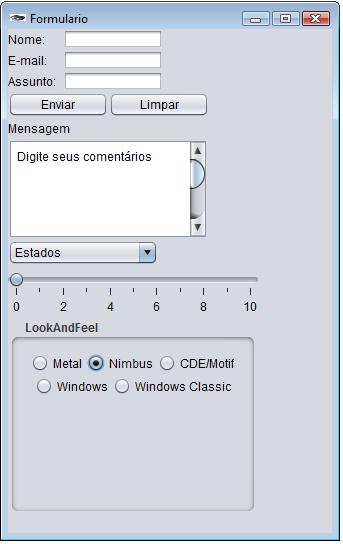 Formulario
Nome:
E-mail:
Assunto:
Enviar Limpar
Mensagem
Digite seus comentários
Estados
0 2 4 6 8 10
LookAndFeel
Metal Nimbus CDE/Motif
Windows Windows Classic